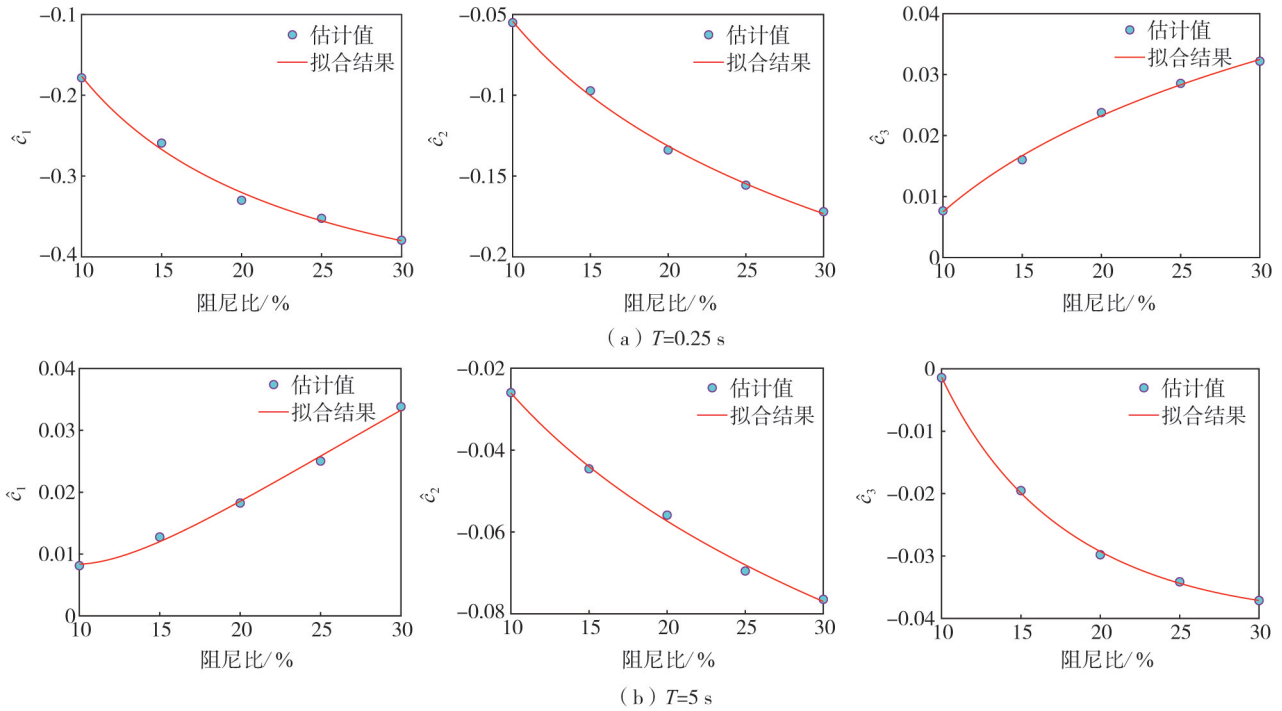 −0.1
−0.2
−0.3
−0.4
ĉ1
10 15 20 25 30
阻尼比/%
估计值
拟合结果
−0.05
−0.1
−0.15
−0.2
ĉ2
10 15 20 25 30
阻尼比/%
估计值
拟合结果
0.04
0.03
0.02
0.01
0
ĉ3
10 15 20 25 30
阻尼比/%
估计值
拟合结果
（a）T=0.25 s
0.04
0.03
0.02
0.01
0
ĉ1
10 15 20 25 30
阻尼比/%
估计值
拟合结果
−0.02
−0.04
−0.06
−0.08
ĉ2
10 15 20 25 30
阻尼比/%
估计值
拟合结果
0
−0.01
−0.02
−0.03
−0.04
ĉ3
10 15 20 25 30
阻尼比/%
估计值
拟合结果
（b）T=5 s